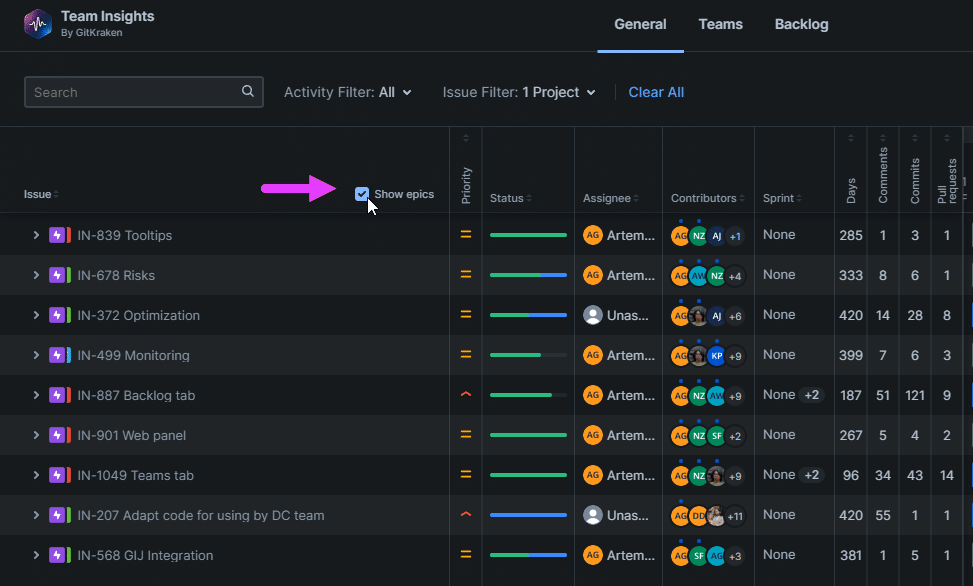 Team Insights
By GitKraken
General Teams Backlog
Search Activity Filter: All Issue Filter: 1 Project Clear All
Issue Show epics Priority Status Assignee Contributors Sprint Days Comments Commits Pull requests
IN-839 Tooltips AG Artem... AG NZ AJ +1 None 285 1 3 1
IN-678 Risks AG Artem... AG AW NZ +4 None 333 8 6 1
IN-372 Optimization Unas... AG AJ +6 None 420 14 28 8
IN-499 Monitoring AG Artem... AG KP +9 None 399 7 6 3
IN-887 Backlog tab AG Artem... AG NZ AW +9 None +2 187 51 121 9
IN-901 Web panel AG Artem... AG NZ SF +2 None 267 5 4 2
IN-1049 Teams tab AG Artem... AG NZ +9 None +2 96 34 43 14
IN-207 Adapt code for using by DC team Unas... AG DD +11 None 420 55 1 1
IN-568 GIJ Integration AG Artem... AG SF AG +3 None 381 1 5 1